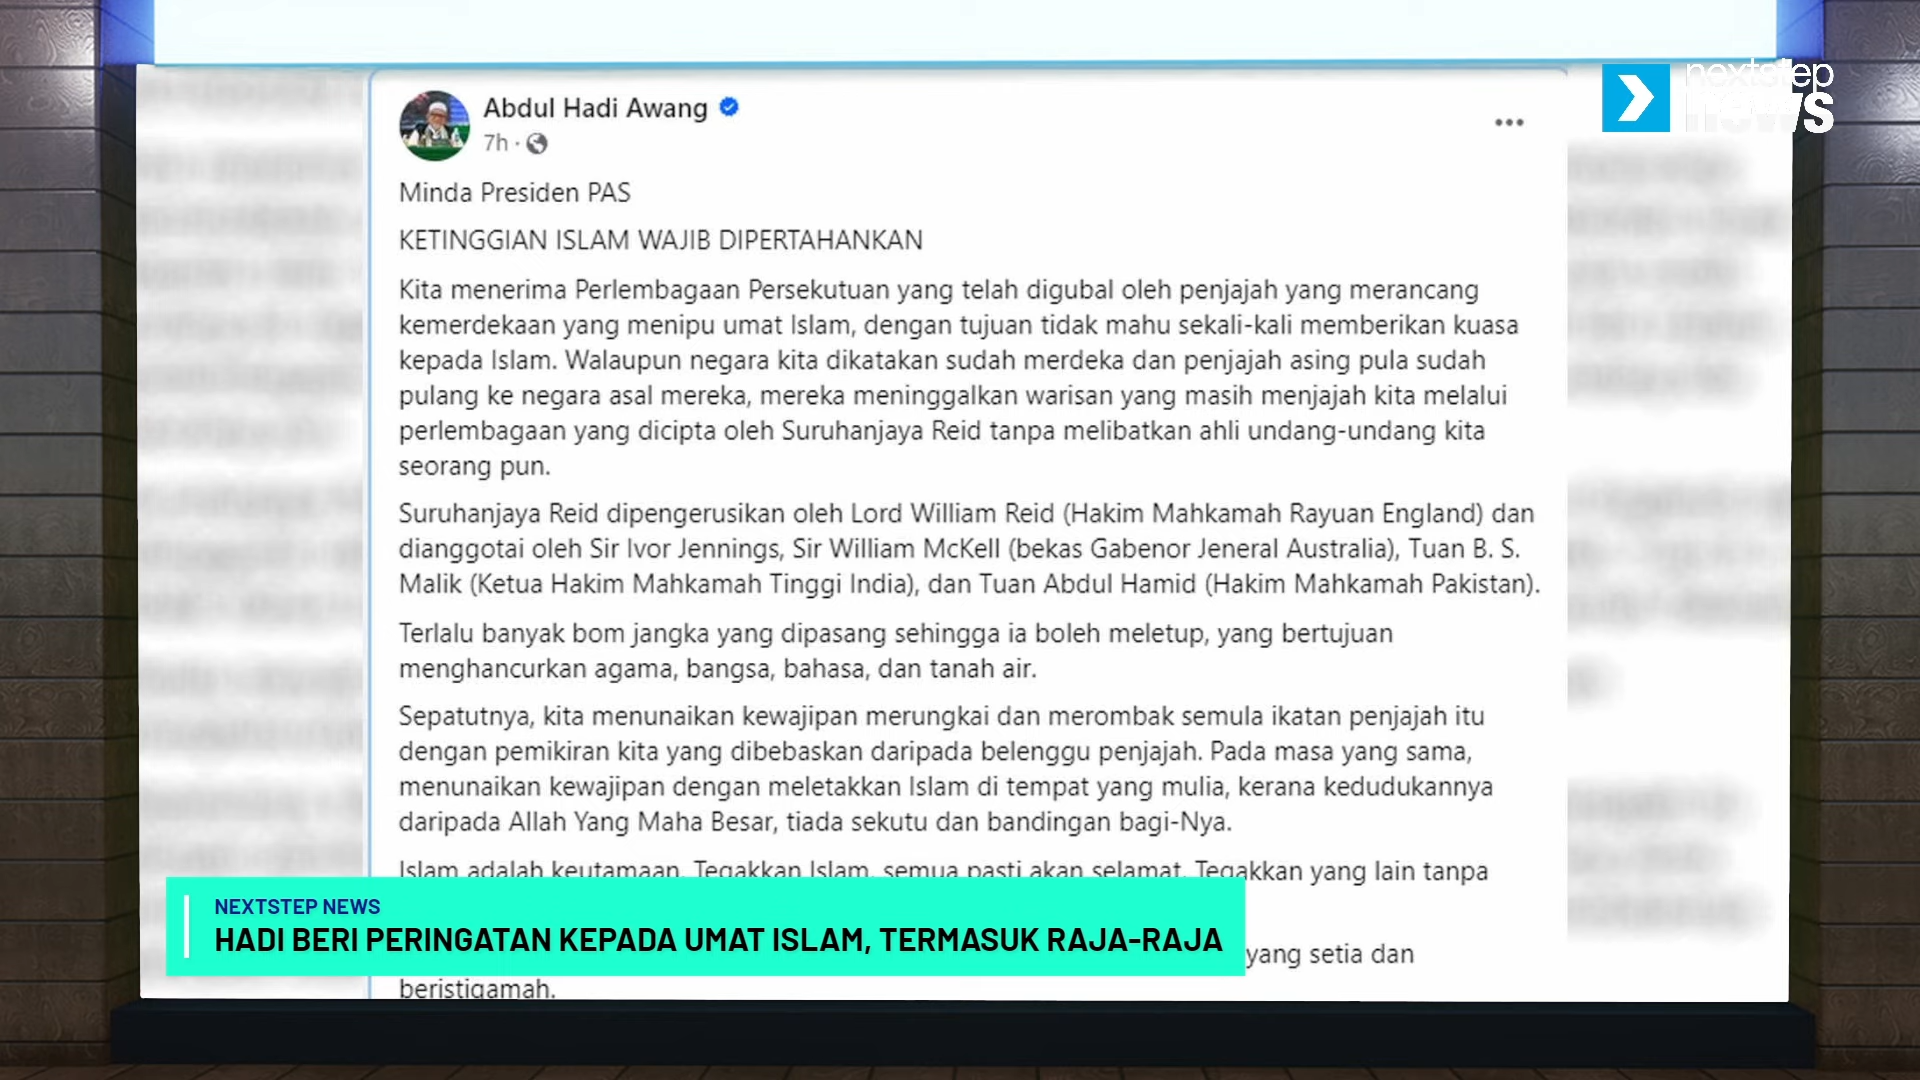 nextstep
news
Abdul Hadi Awang
7h ·
Minda Presiden PAS
KETINGGIAN ISLAM WAJIB DIPERTAHANKAN
Kita menerima Perlembagaan Persekutuan yang telah digubal oleh penjajah yang merancang
kemerdekaan yang menipu umat Islam, dengan tujuan tidak mahu sekali-kali memberikan kuasa
kepada Islam. Walaupun negara kita dikatakan sudah merdeka dan penjajah asing pula sudah
pulang ke negara asal mereka, mereka meninggalkan warisan yang masih menjajah kita melalui
perlembagaan yang dicipta oleh Suruhanjaya Reid tanpa melibatkan ahli undang-undang kita
seorang pun.
Suruhanjaya Reid dipengerusikan oleh Lord William Reid (Hakim Mahkamah Rayuan England) dan
dianggotai oleh Sir Ivor Jennings, Sir William McKell (bekas Gabenor Jeneral Australia), Tuan B. S.
Malik (Ketua Hakim Mahkamah Tinggi India), dan Tuan Abdul Hamid (Hakim Mahkamah Pakistan).
Terlalu banyak bom jangka yang dipasang sehingga ia boleh meletup, yang bertujuan
menghancurkan agama, bangsa, bahasa, dan tanah air.
Sepatutnya, kita menunaikan kewajipan merungkai dan merombak semula ikatan penjajah itu
dengan pemikiran kita yang dibebaskan daripada belenggu penjajah. Pada masa yang sama,
menunaikan kewajipan dengan meletakkan Islam di tempat yang mulia, kerana kedudukannya
daripada Allah Yang Maha Besar, tiada sekutu dan bandingan bagi-Nya.
Islam adalah keutamaan. Tegakkan Islam, semua pasti akan selamat. Tegakkan yang lain tanpa
yang setia dan
beristiqamah.
NEXTSTEP NEWS
HADI BERI PERINGATAN KEPADA UMAT ISLAM, TERMASUK RAJA-RAJA